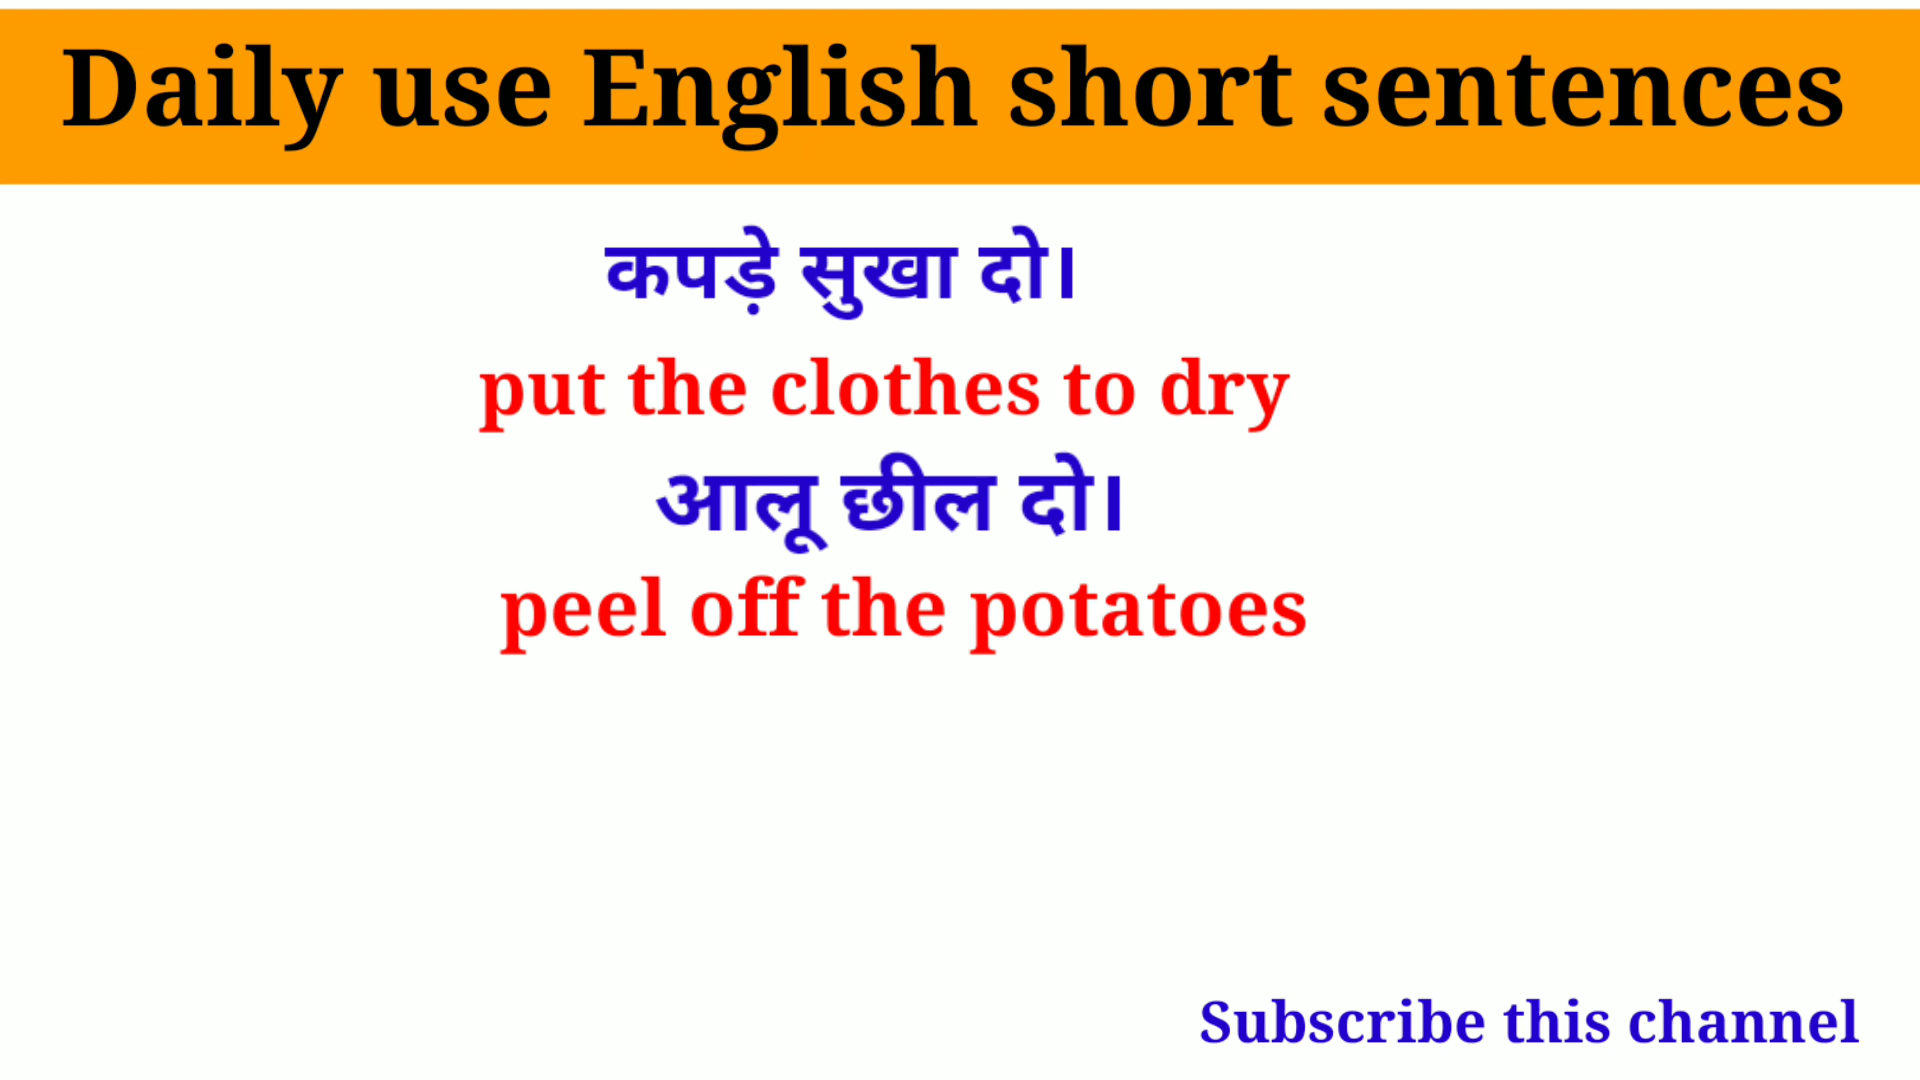 Daily use English short sentences
कपड़े सुखा दो।
put the clothes to dry
आलू छील दो।
peel off the potatoes
Subscribe this channel